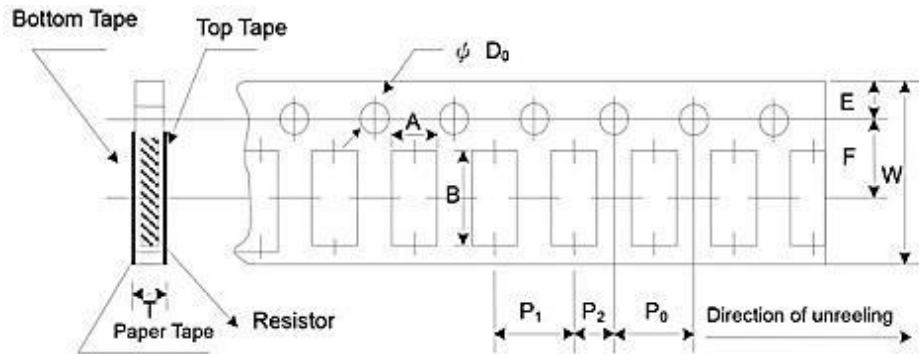 Bottom Tape
Top Tape
ψ D₀
A
E
F
W
B
T
Paper Tape
Resistor
P₁
P₂
P₀
Direction of unreeling